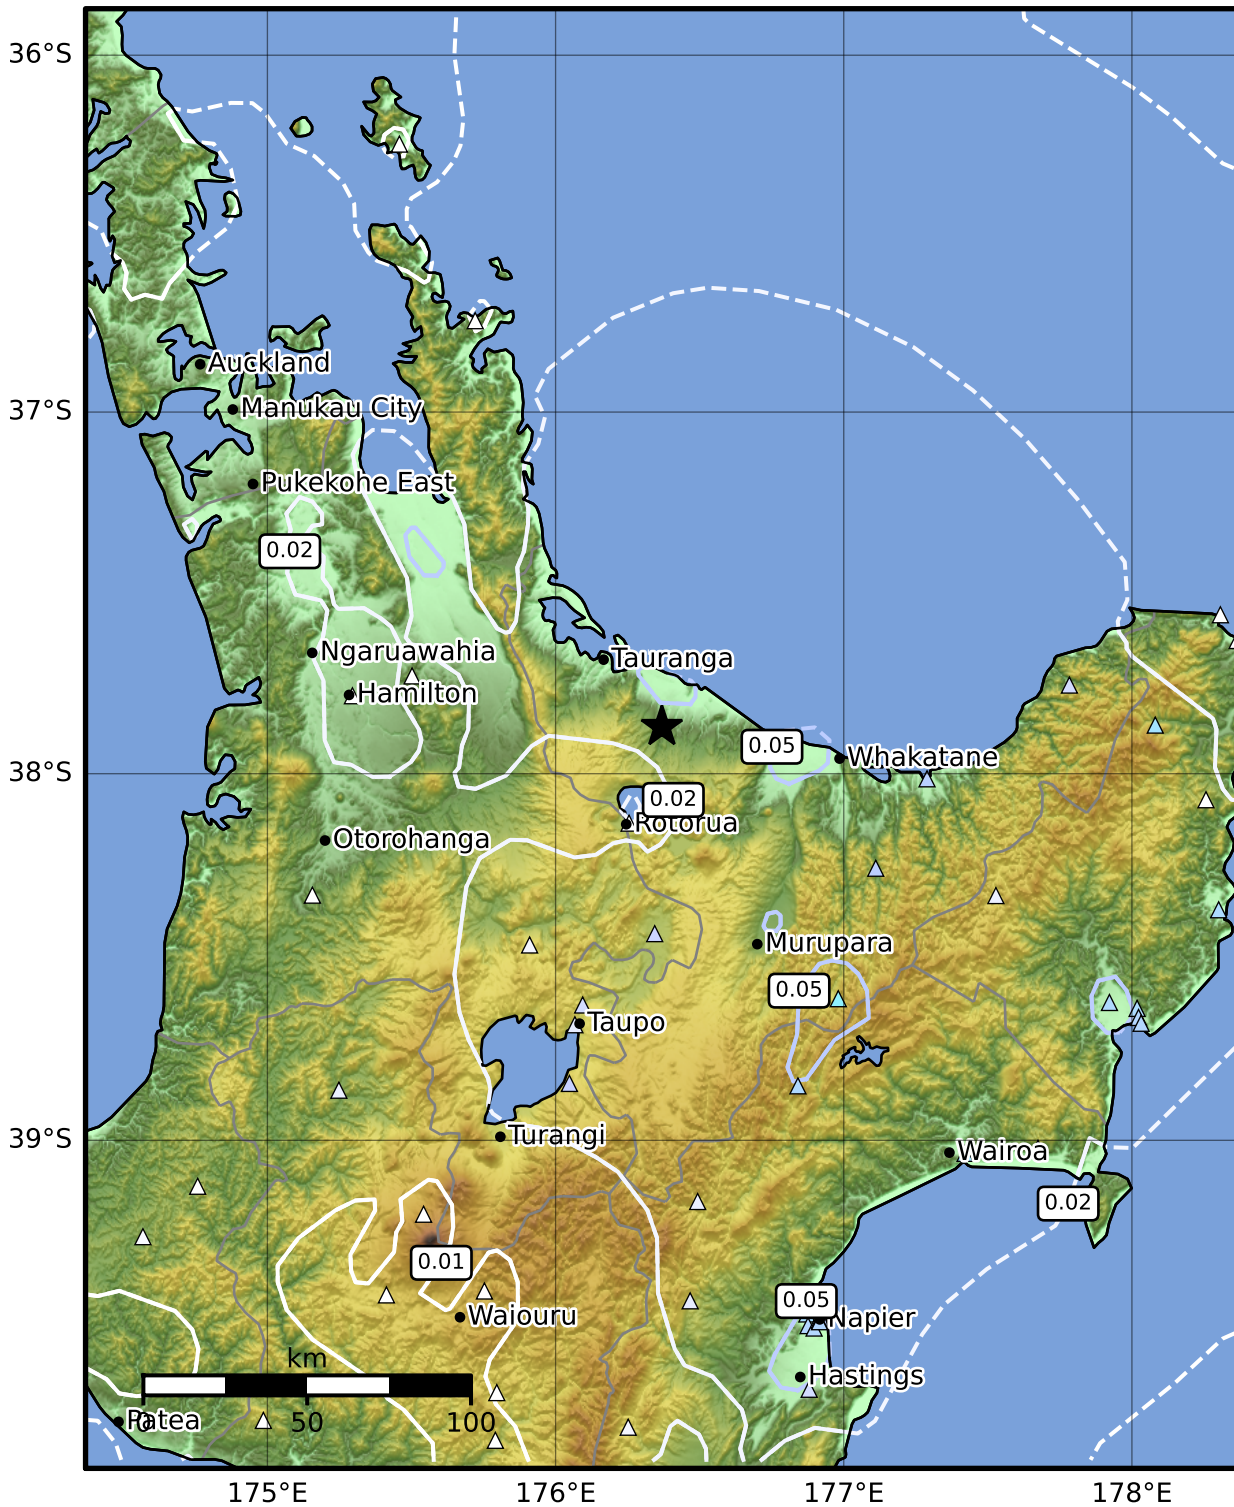 36°S
Auckland
37°S
Manukau City
Pukekohe East
0.02
Ngaruawahia
Tauranga
Hamilton
0.05
Whakatane
38°S
0.02
Rotorua
Otorohanga
Murupara
0.05
Taupo
39°S
Turangi
Wairoa
0.02
0.01
0.05
Waiouru
Napier
km
Hastings
0 50 100
Patea
175°E 176°E 177°E 178°E